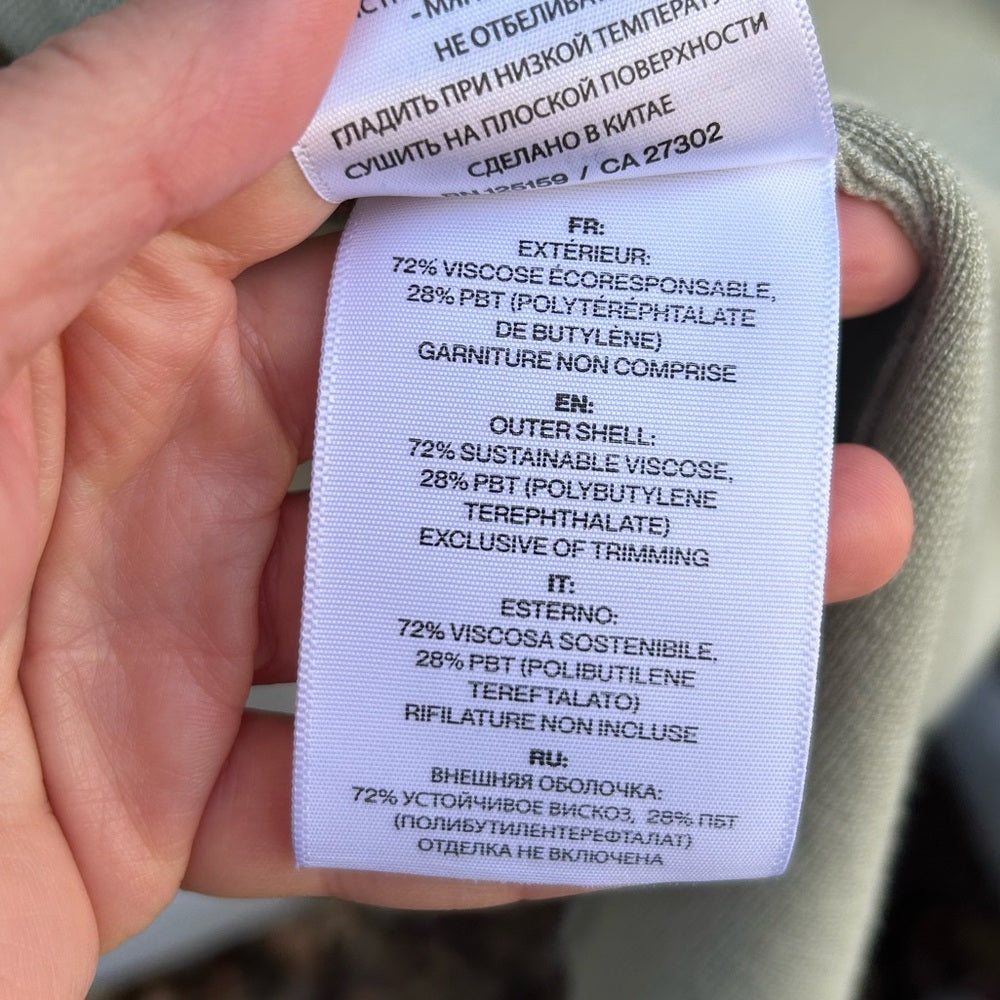 НЕ ОТБЕЛИВА
ГЛАДИТЬ ПРИ НИЗКОЙ ТЕМПЕРАТУ
СУШИТЬ НА ПЛОСКОЙ ПОВЕРХНОСТИ
СДЕЛАНО В КИТАЕ
RN 125159 / CA 27302
FR:
EXTÉRIEUR:
72% VISCOSE ÉCORESPONSABLE,
28% PBT (POLYTÉRÉPHTALATE
DE BUTYLÈNE)
GARNITURE NON COMPRISE
EN:
OUTER SHELL:
72% SUSTAINABLE VISCOSE,
28% PBT (POLYBUTYLENE
TEREPHTHALATE)
EXCLUSIVE OF TRIMMING
IT:
ESTERNO:
72% VISCOSA SOSTENIBILE,
28% PBT (POLIBUTILENE
TEREFTALATO)
RIFILATURE NON INCLUSE
RU:
ВНЕШНЯЯ ОБОЛОЧКА:
72% УСТОЙЧИВОЕ ВИСКОЗ, 28% ПБТ
(ПОЛИБУТИЛЕНТЕРЕФТАЛАТ)
ОТДЕЛКА НЕ ВКЛЮЧЕНА